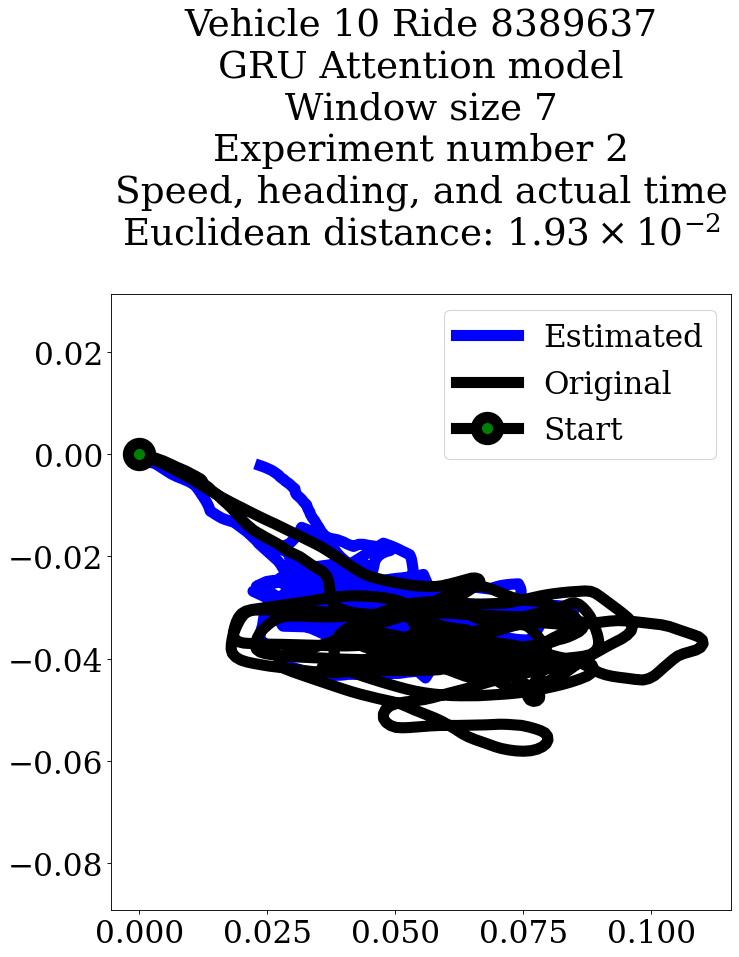 Vehicle 10 Ride 8389637
GRU Attention model
Window size 7
Experiment number 2
Speed, heading, and actual time
Euclidean distance: 1.93 × 10⁻²
Estimated
Original
Start
0.02
0.00
−0.02
−0.04
−0.06
−0.08
0.000 0.025 0.050 0.075 0.100